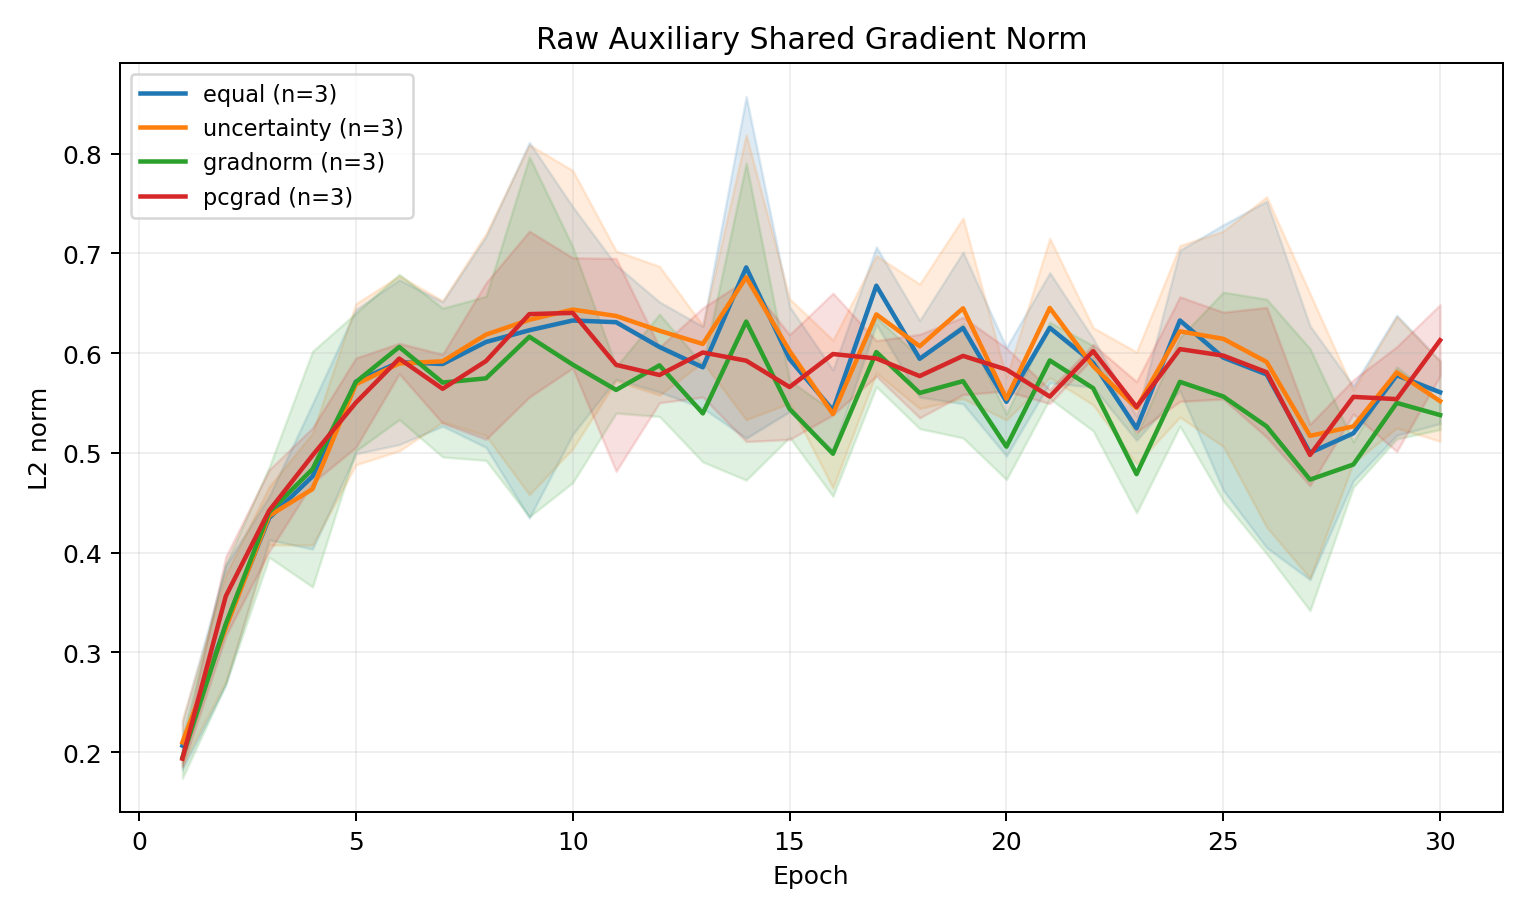 Raw Auxiliary Shared Gradient Norm
equal (n=3)
uncertainty (n=3)
gradnorm (n=3)
pcgrad (n=3)
L2 norm
0.8
0.7
0.6
0.5
0.4
0.3
0.2
0 5 10 15 20 25 30
Epoch